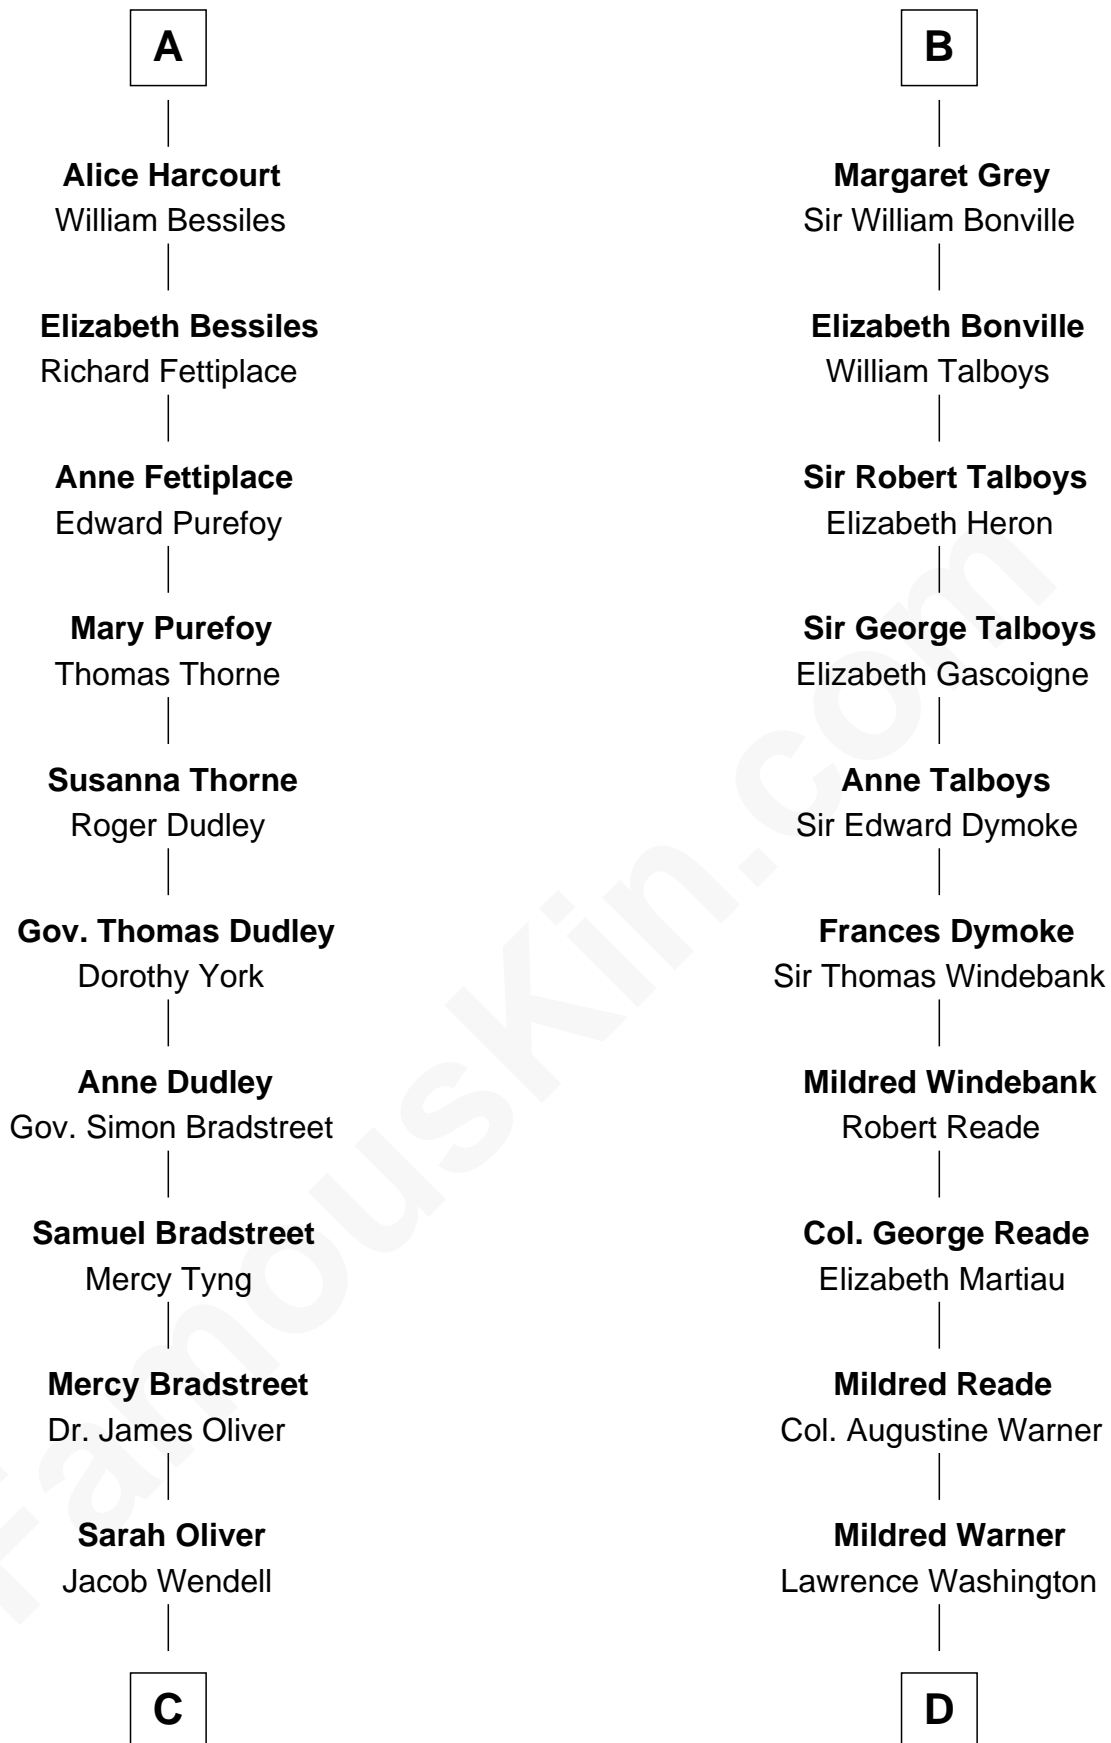 A
Alice Harcourt
William Bessiles
Elizabeth Bessiles
Richard Fettiplace
Anne Fettiplace
Edward Purefoy
Mary Purefoy
Thomas Thorne
Susanna Thorne
Roger Dudley
Gov. Thomas Dudley
Dorothy York
Anne Dudley
Gov. Simon Bradstreet
Samuel Bradstreet
Mercy Tyng
Mercy Bradstreet
Dr. James Oliver
Sarah Oliver
Jacob Wendell
C
B
Margaret Grey
Sir William Bonville
Elizabeth Bonville
William Talboys
Sir Robert Talboys
Elizabeth Heron
Sir George Talboys
Elizabeth Gascoigne
Anne Talboys
Sir Edward Dymoke
Frances Dymoke
Sir Thomas Windebank
Mildred Windebank
Robert Reade
Col. George Reade
Elizabeth Martiau
Mildred Reade
Col. Augustine Warner
Mildred Warner
Lawrence Washington
D
FamousKin.com